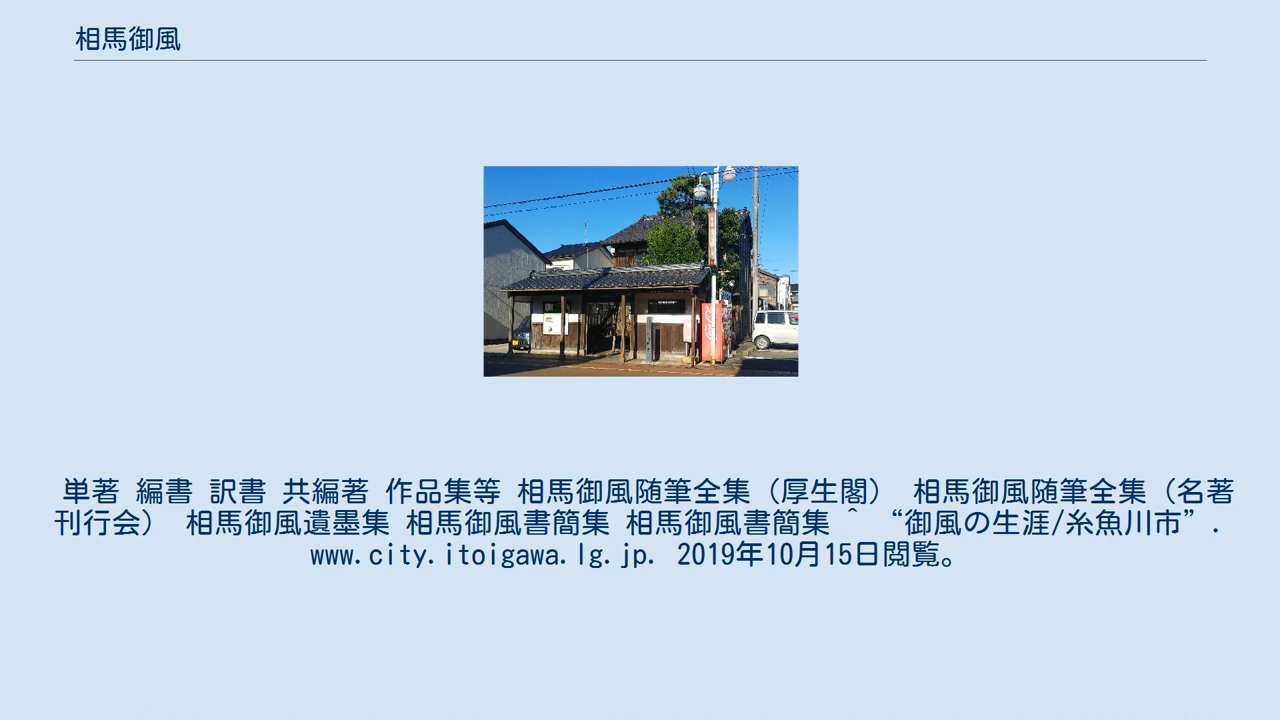 相馬御風
単著 編書 訳書 共編著 作品集等 相馬御風随筆全集（厚生閣） 相馬御風随筆全集（名著
刊行会） 相馬御風遺墨集 相馬御風書簡集 相馬御風書簡集 ^ “御風の生涯/糸魚川市”.
www.city.itoigawa.lg.jp. 2019年10月15日閲覧。